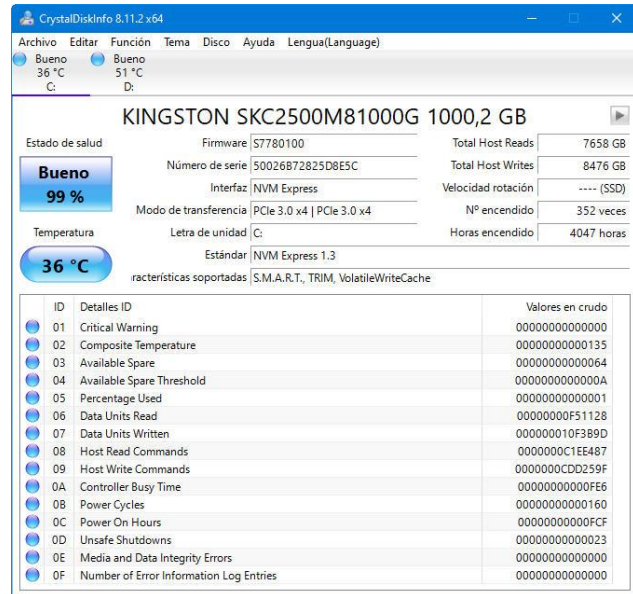 CrystalDiskInfo 8.11.2 x64
Archivo Editar Función Tema Disco Ayuda Lengua(Language)
Bueno Bueno
36 °C 51 °C
C: D:
KINGSTON SKC2500M81000G 1000,2 GB
Estado de salud
Bueno
99 %
Temperatura
36 °C
Firmware S7780100
Número de serie 50026B72825D8E5C
Interfaz NVM Express
Modo de transferencia PCIe 3.0 x4 | PCIe 3.0 x4
Letra de unidad C:
Estándar NVM Express 1.3
racterísticas soportadas S.M.A.R.T., TRIM, VolatileWriteCache
Total Host Reads 7658 GB
Total Host Writes 8476 GB
Velocidad rotación ---- (SSD)
Nº encendido 352 veces
Horas encendido 4047 horas
ID Detalles ID Valores en crudo
01 Critical Warning 00000000000000
02 Composite Temperature 00000000000135
03 Available Spare 00000000000064
04 Available Spare Threshold 0000000000000A
05 Percentage Used 00000000000001
06 Data Units Read 00000000F51128
07 Data Units Written 000000010F3B9D
08 Host Read Commands 0000000C1EE487
09 Host Write Commands 0000000CDD259F
0A Controller Busy Time 00000000000FE6
0B Power Cycles 00000000000160
0C Power On Hours 00000000000FCF
0D Unsafe Shutdowns 00000000000023
0E Media and Data Integrity Errors 00000000000000
0F Number of Error Information Log Entries 00000000000000